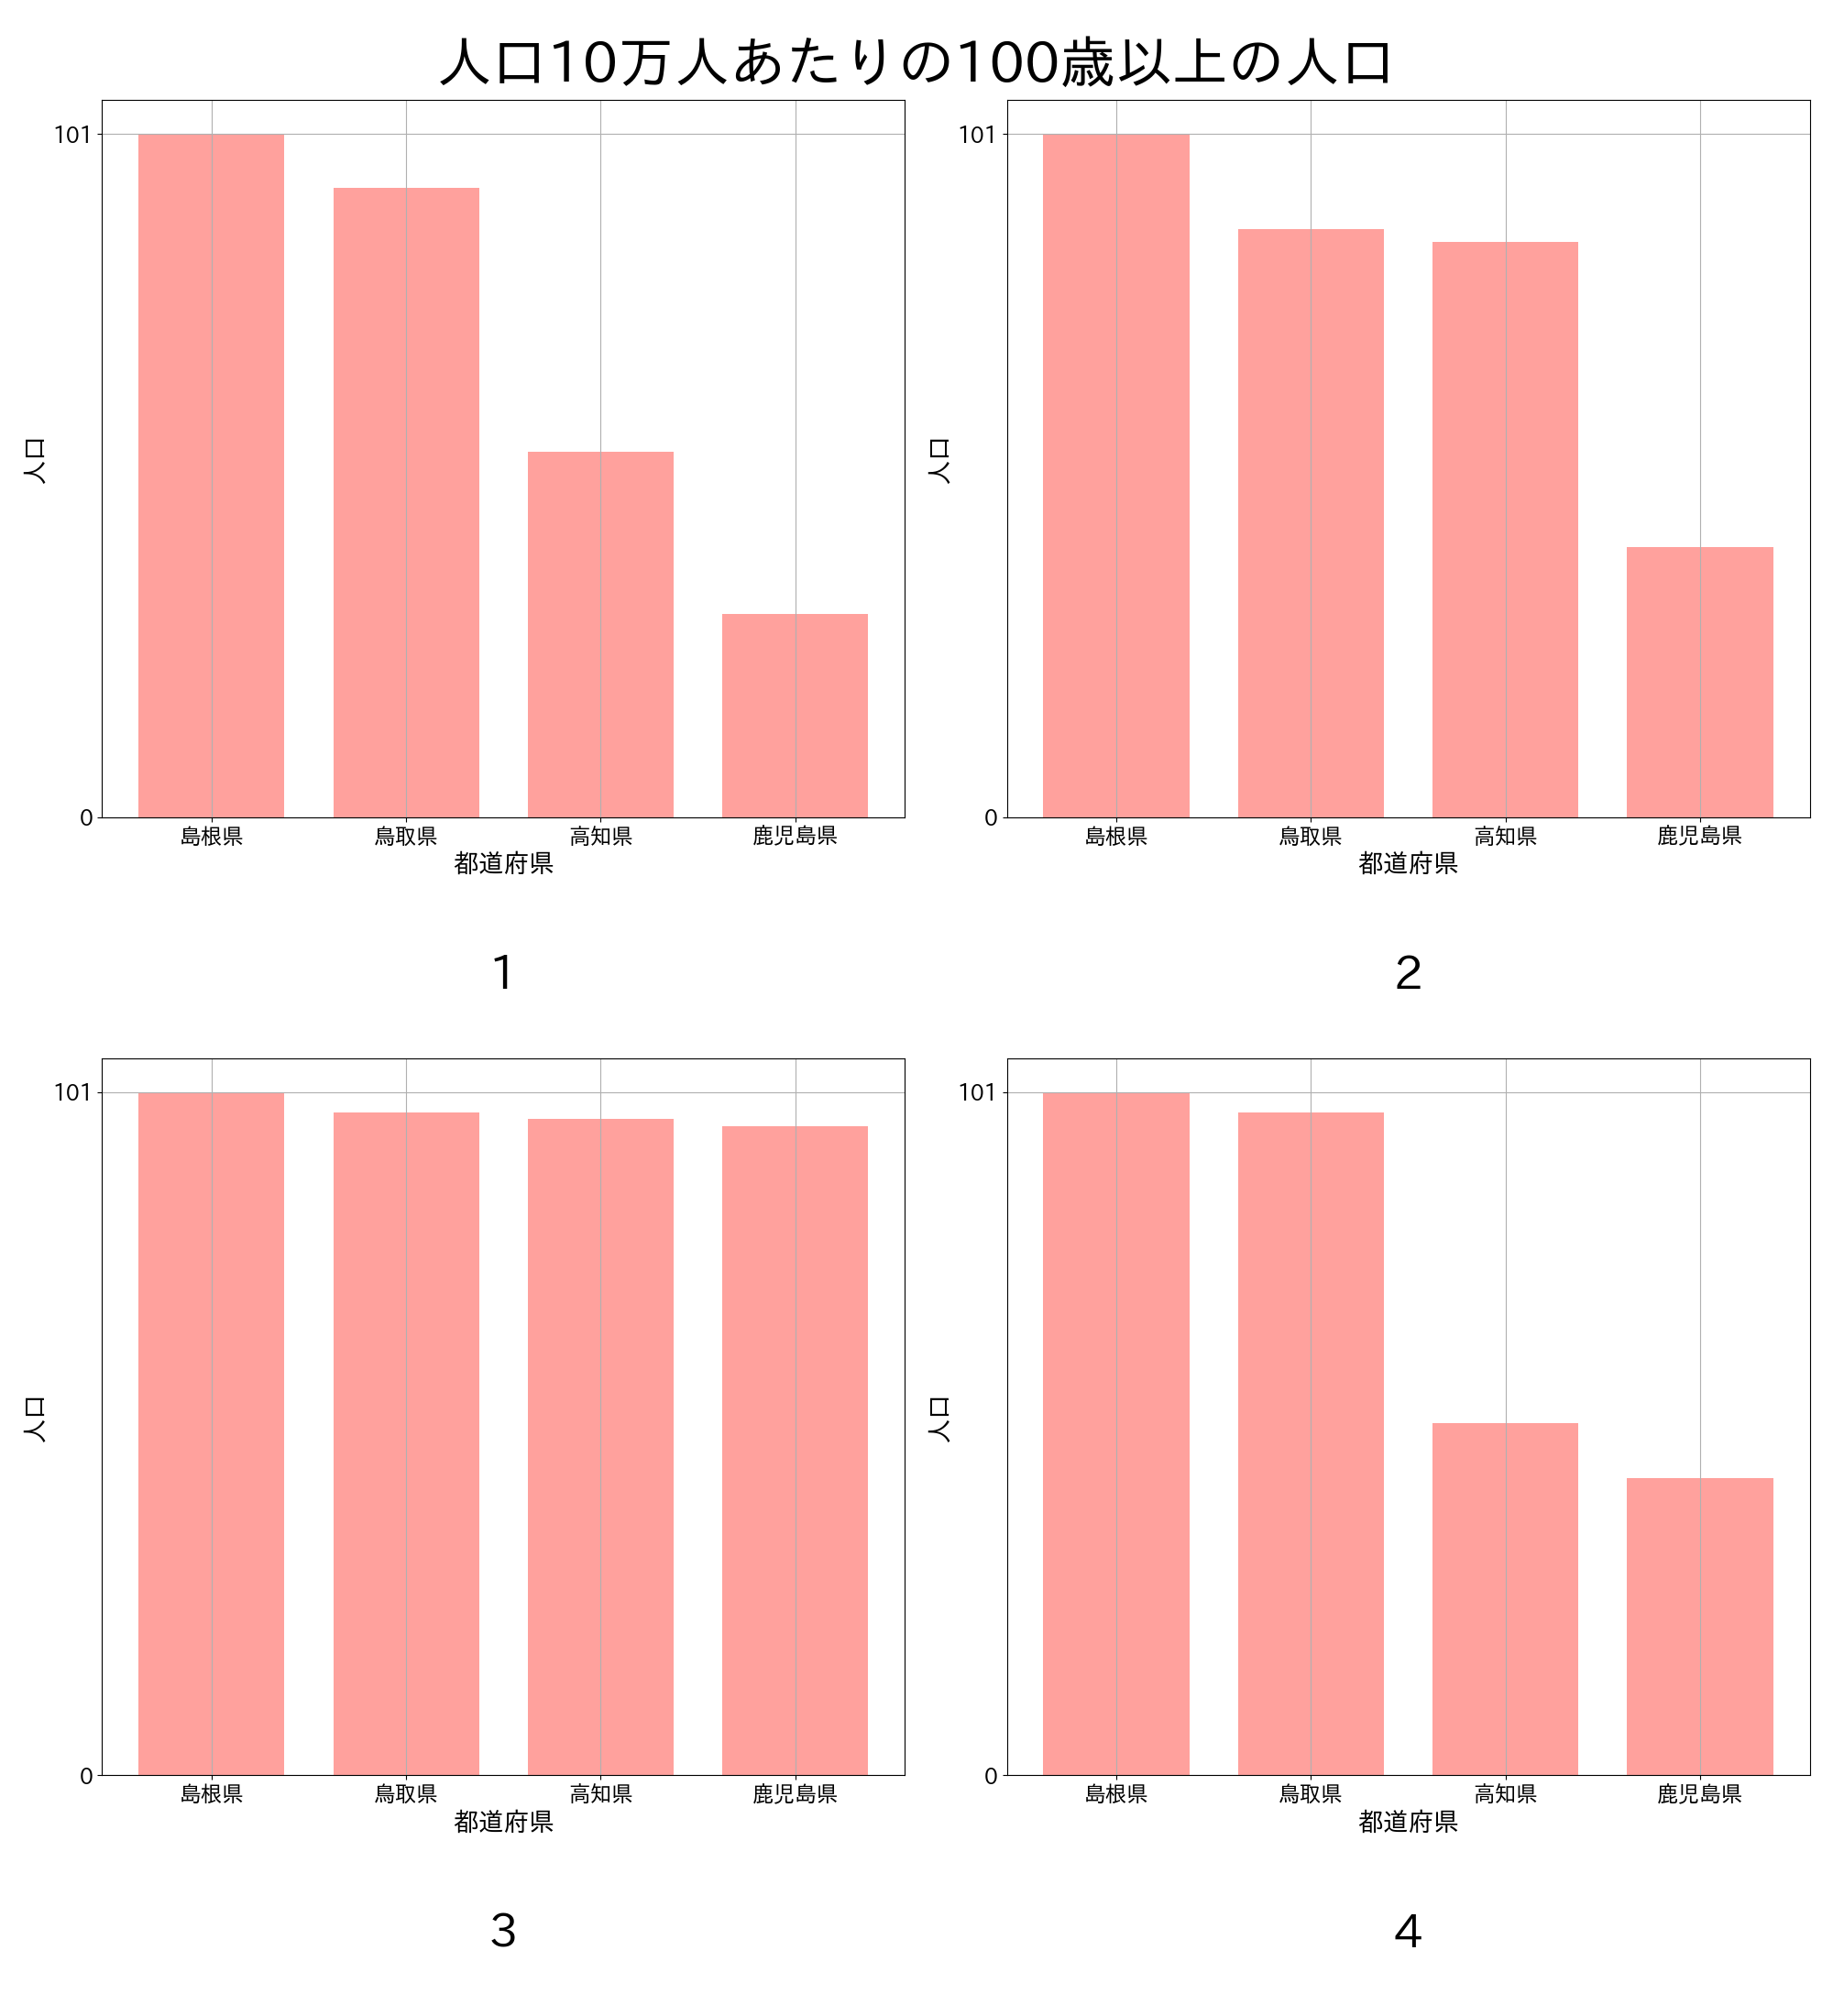 人口10万人あたりの100歳以上の人口
101
0
人口
島根県 鳥取県 高知県 鹿児島県
都道府県
1
101
0
人口
島根県 鳥取県 高知県 鹿児島県
都道府県
2
101
0
人口
島根県 鳥取県 高知県 鹿児島県
都道府県
3
101
0
人口
島根県 鳥取県 高知県 鹿児島県
都道府県
4